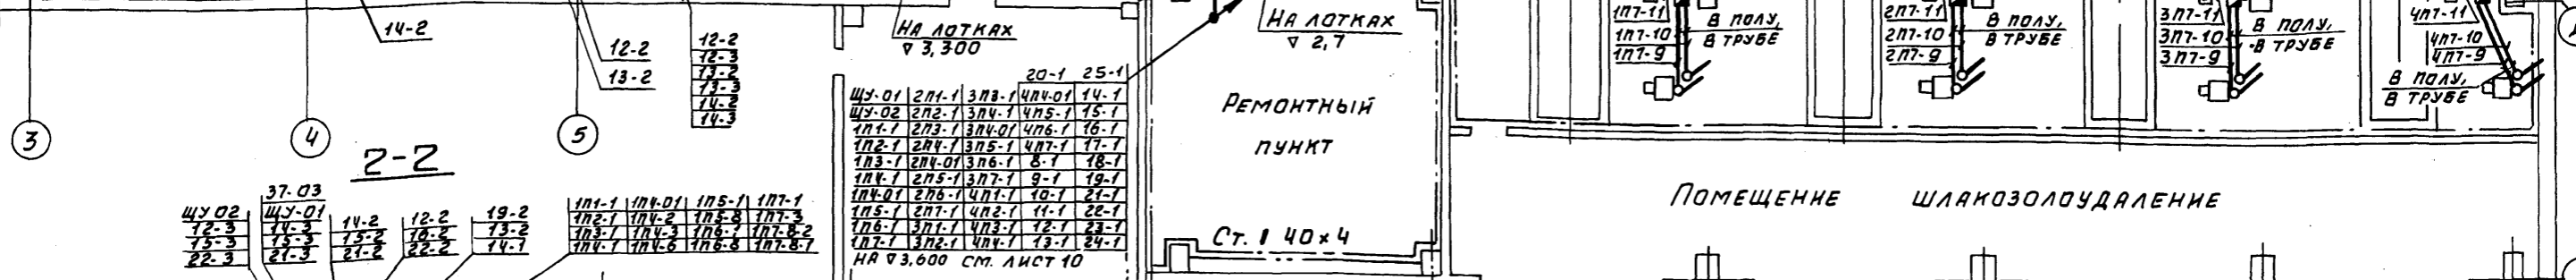 14-2
12-2
13-2
12-2
12-3
13-2
13-3
14-2
14-3
НА ЛОТКАХ
▽ 3,300
НА ЛОТКАХ
▽ 2,7
1П7-11
1П7-10
1П7-9
В ПОЛУ,
В ТРУБЕ
2П7-11
2П7-10
2П7-9
В ПОЛУ,
В ТРУБЕ
3П7-11
3П7-10
3П7-9
В ПОЛУ,
В ТРУБЕ
4П7-11
4П7-10
4П7-9
В ПОЛУ,
В ТРУБЕ
3
4
5
2-2
20-1 25-1
ЩУ-01 2П1-1 3П3-1 4П4-01 14-1
ЩУ-02 2П2-1 3П4-1 4П5-1 15-1
1П1-1 2П3-1 3П4-01 4П6-1 16-1
1П2-1 2П4-1 3П5-1 4П7-1 17-1
1П3-1 2П4-01 3П6-1 8-1 18-1
1П4-1 2П5-1 3П7-1 9-1 19-1
1П4-01 2П6-1 4П1-1 10-1 21-1
1П5-1 2П7-1 4П2-1 11-1 22-1
1П6-1 3П1-1 4П3-1 12-1 23-1
1П7-1 3П2-1 4П4-1 13-1 24-1
НА ▽3,600 СМ. ЛИСТ 10
РЕМОНТНЫЙ
ПУНКТ
Ст. 40х4
ПОМЕЩЕНИЕ ШЛАКОЗОЛОУДАЛЕНИЕ
ЩУ 02
12-3
15-3
22-3
37-03
ЩУ-01
14-3
15-3
21-3
14-2
15-2
21-2
12-2
16-2
22-2
19-2
13-2
14-1
1П1-1 1П4-01 1П5-1 1П7-1
1П2-1 1П4-2 1П5-8 1П7-3
1П3-1 1П4-3 1П6-1 1П7-8-2
1П4-1 1П4-6 1П6-8 1П7-8-1